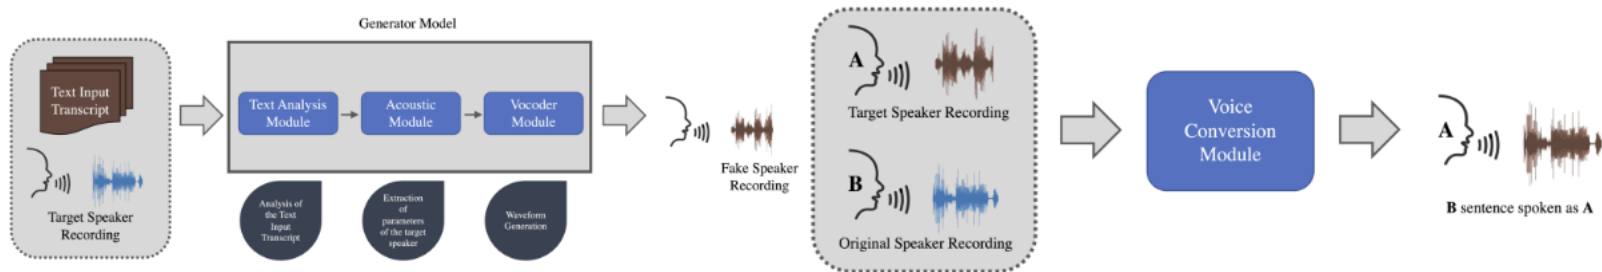 Generator Model
Text Input
Transcript
Target Speaker
Recording
Text Analysis
Module
Acoustic
Module
Vocoder
Module
Analysis of
the Text
Input
Transcript
Extraction
of
parameters
of the target
speaker
Waveform
Generation
Fake Speaker
Recording
A
Target Speaker Recording
B
Original Speaker Recording
Voice
Conversion
Module
A
B sentence spoken as A